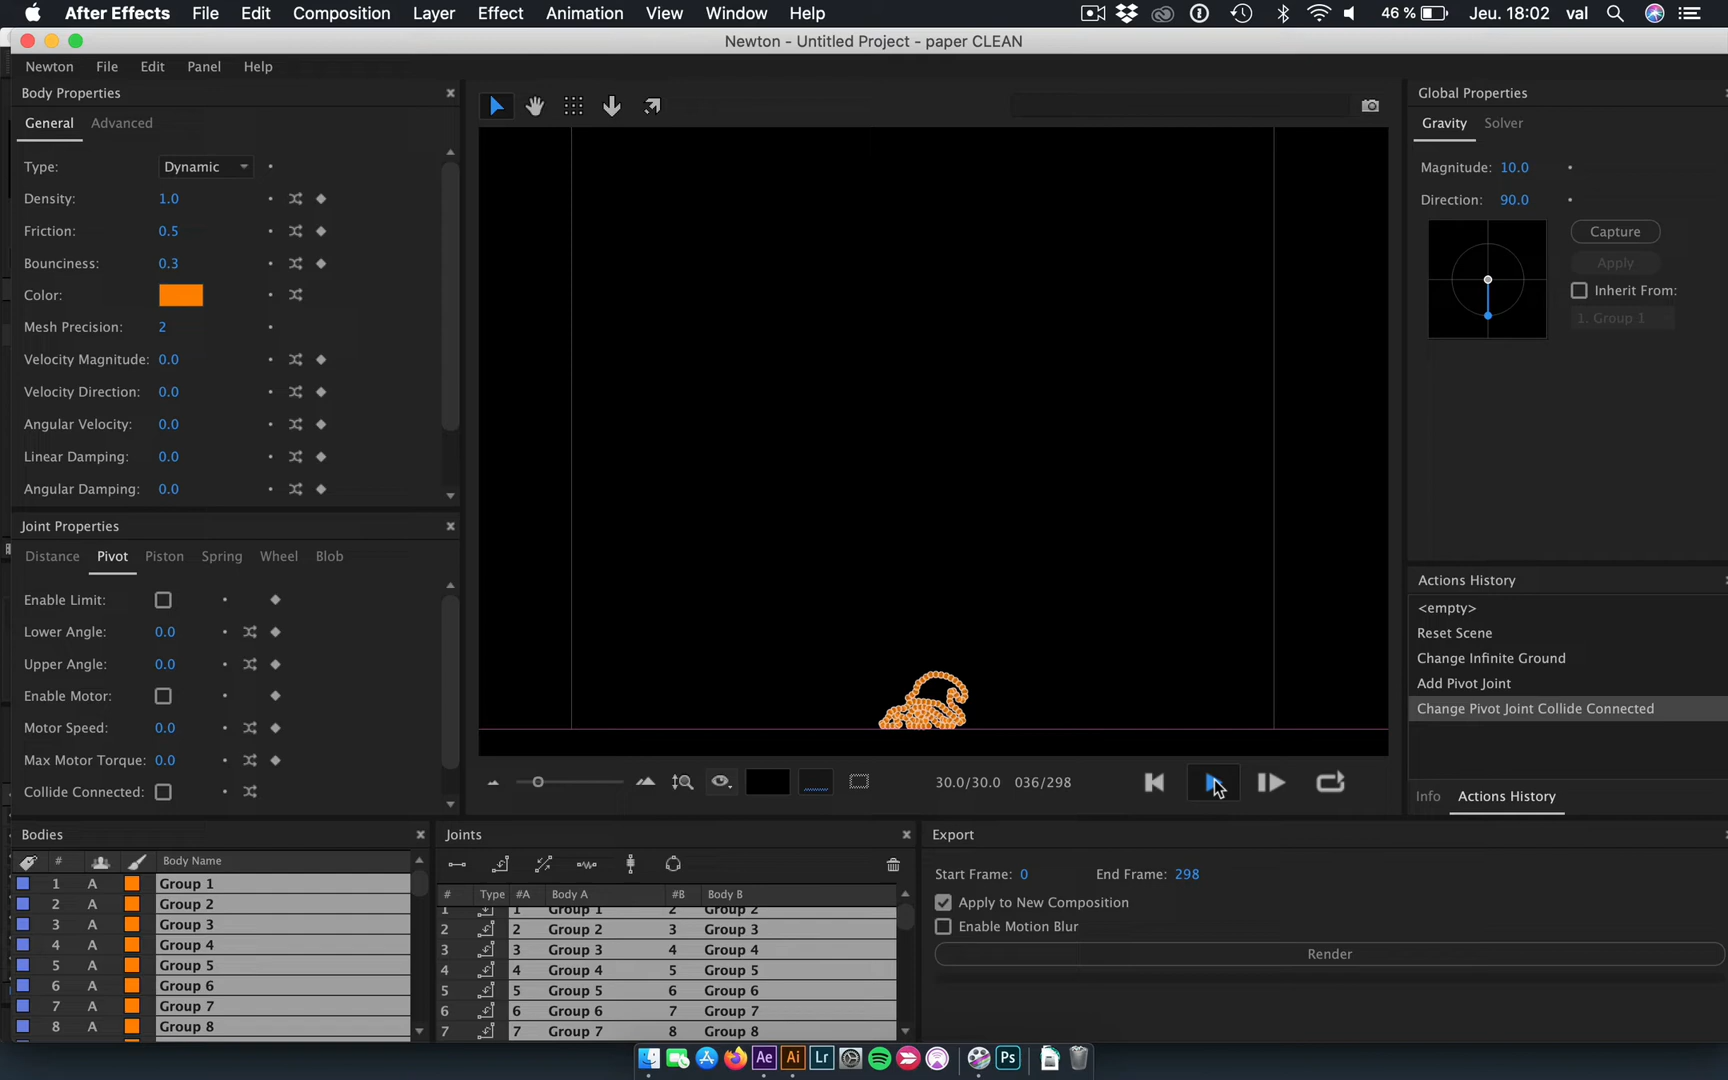 After Effects File Edit Composition Layer Effect Animation View Window Help 46 % Jeu. 18:02 val
Newton - Untitled Project - paper CLEAN
Newton File Edit Panel Help
Body Properties
General Advanced
Type: Dynamic
Density: 1.0
Friction: 0.5
Bounciness: 0.3
Color:
Mesh Precision: 2
Velocity Magnitude: 0.0
Velocity Direction: 0.0
Angular Velocity: 0.0
Linear Damping: 0.0
Angular Damping: 0.0
Joint Properties
Distance Pivot Piston Spring Wheel Blob
Enable Limit:
Lower Angle: 0.0
Upper Angle: 0.0
Enable Motor:
Motor Speed: 0.0
Max Motor Torque: 0.0
Collide Connected:
30.0/30.0 036/298
Global Properties
Gravity Solver
Magnitude: 10.0
Direction: 90.0
Capture
Apply
Inherit From:
1. Group 1
Actions History
<empty>
Reset Scene
Change Infinite Ground
Add Pivot Joint
Change Pivot Joint Collide Connected
Info Actions History
Bodies
# Body Name
1 A Group 1
2 A Group 2
3 A Group 3
4 A Group 4
5 A Group 5
6 A Group 6
7 A Group 7
8 A Group 8
Joints
# Type #A Body A #B Body B
1 1 Group 1 2 Group 2
2 2 Group 2 3 Group 3
3 3 Group 3 4 Group 4
4 4 Group 4 5 Group 5
5 5 Group 5 6 Group 6
6 6 Group 6 7 Group 7
7 7 Group 7 8 Group 8
Export
Start Frame: 0 End Frame: 298
Apply to New Composition
Enable Motion Blur
Render
Ae Ai Lr Ps